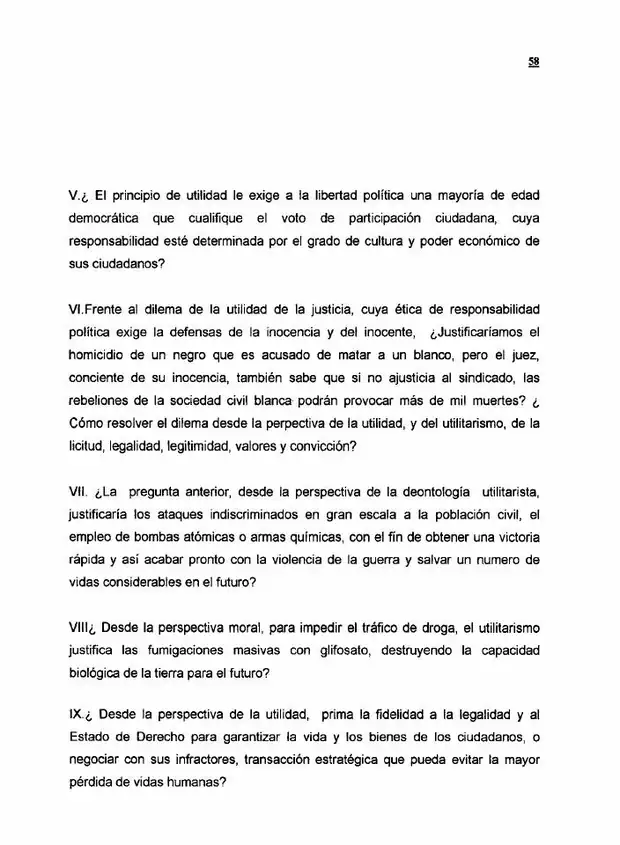 58
V.¿ El principio de utilidad le exige a la libertad política una mayoría de edad
democrática que cualifique el voto de participación ciudadana, cuya
responsabilidad esté determinada por el grado de cultura y poder económico de
sus ciudadanos?
VI.Frente al dilema de la utilidad de la justicia, cuya ética de responsabilidad
política exige la defensas de la inocencia y del inocente, ¿Justificaríamos el
homicidio de un negro que es acusado de matar a un blanco, pero el juez,
conciente de su inocencia, también sabe que si no ajusticia al sindicado, las
rebeliones de la sociedad civil blanca podrán provocar más de mil muertes? ¿
Cómo resolver el dilema desde la perpectiva de la utilidad, y del utilitarismo, de la
licitud, legalidad, legitimidad, valores y convicción?
VII. ¿La pregunta anterior, desde la perspectiva de la deontología utilitarista,
justificaría los ataques indiscriminados en gran escala a la población civil, el
empleo de bombas atómicas o armas químicas, con el fín de obtener una victoria
rápida y así acabar pronto con la violencia de la guerra y salvar un numero de
vidas considerables en el futuro?
VIII¿ Desde la perspectiva moral, para impedir el tráfico de droga, el utilitarismo
justifica las fumigaciones masivas con glifosato, destruyendo la capacidad
biológica de la tierra para el futuro?
IX.¿ Desde la perspectiva de la utilidad, prima la fidelidad a la legalidad y al
Estado de Derecho para garantizar la vida y los bienes de los ciudadanos, o
negociar con sus infractores, transacción estratégica que pueda evitar la mayor
pérdida de vidas humanas?